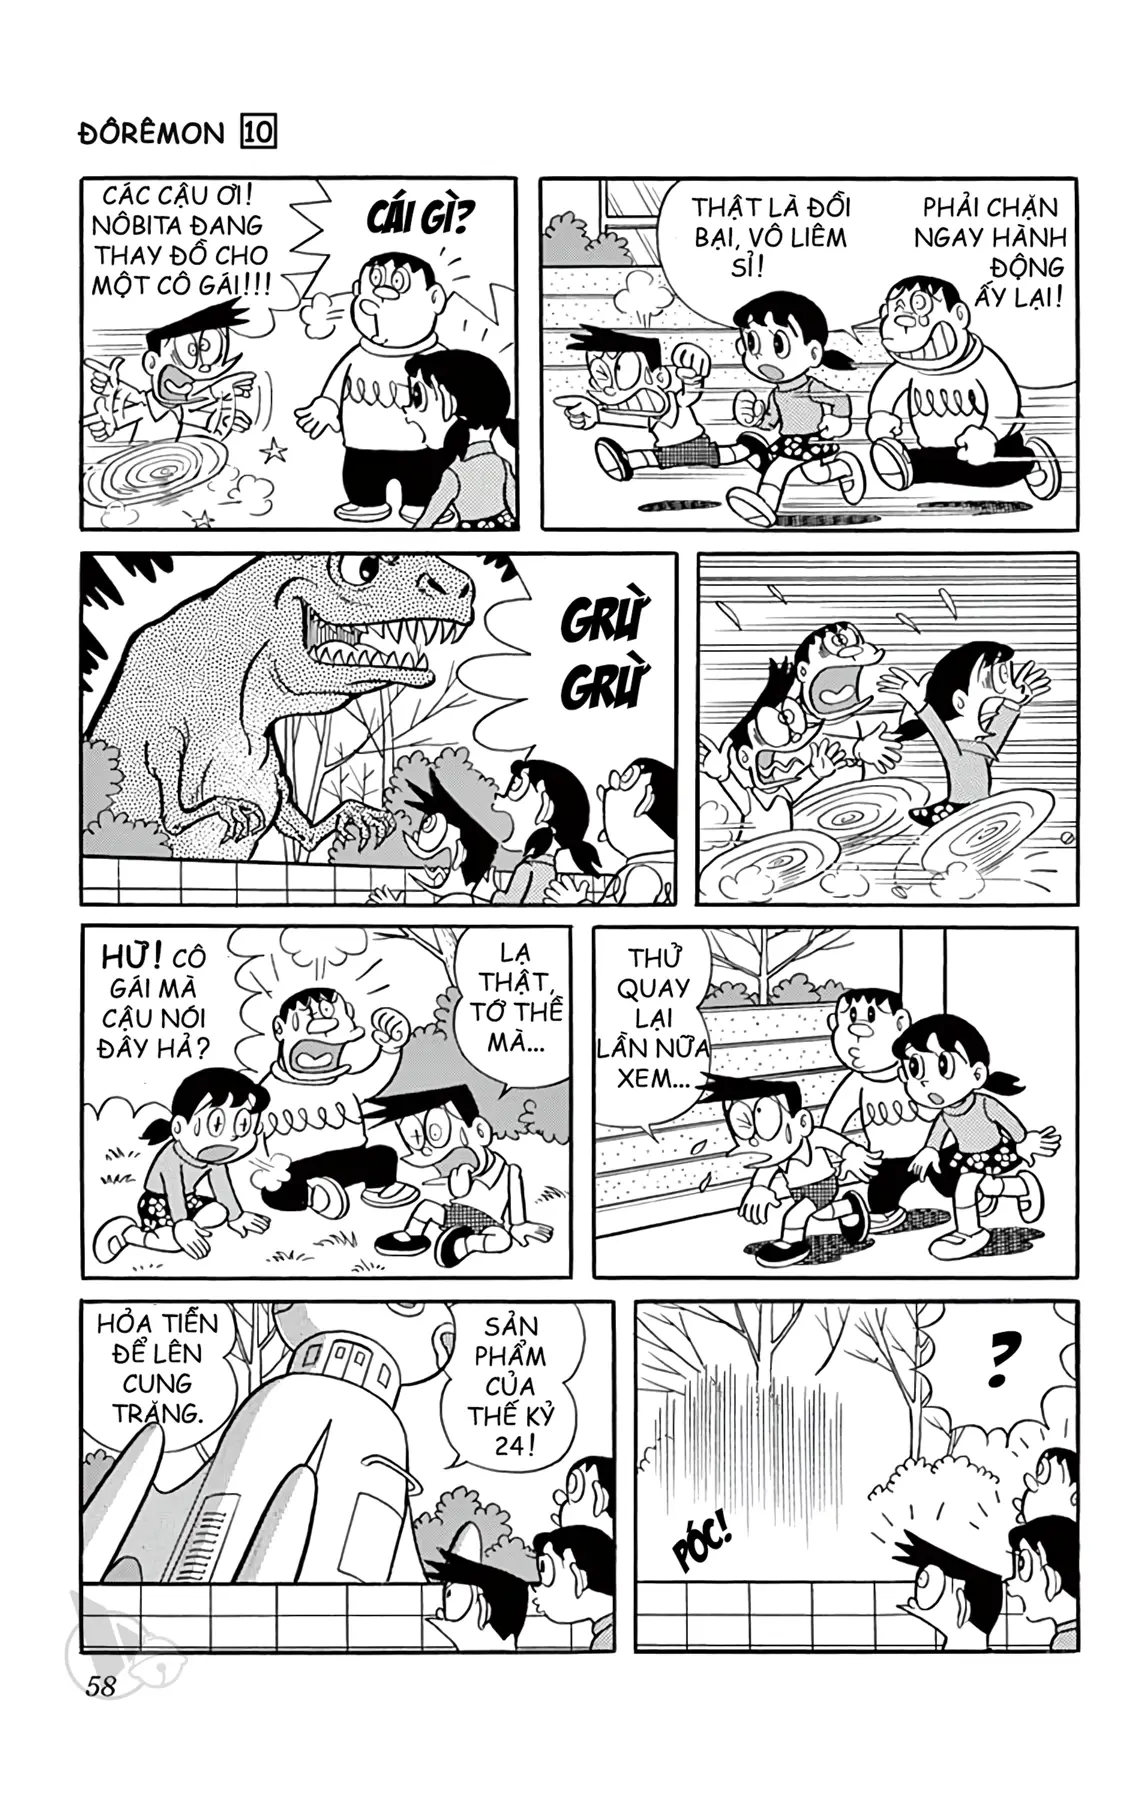 ĐÔRÊMON 10
CÁC CẬU ƠI!
NÔBITA ĐANG
THAY ĐỒ CHO
MỘT CÔ GÁI!!!
CÁI GÌ?
THẬT LÀ ĐỒI
BẠI, VÔ LIÊM
SỈ!
PHẢI CHẶN
NGAY HÀNH
ĐỘNG
ẤY LẠI!
GRỪ
GRỪ
HỪ! CÔ
GÁI MÀ
CẬU NÓI
ĐÂY HẢ?
LẠ
THẬT,
TỚ THỀ
MÀ...
THỬ
QUAY
LẠI
LẦN NỮA
XEM...
HỎA TIỄN
ĐỂ LÊN
CUNG
TRĂNG.
SẢN
PHẨM
CỦA
THẾ KỶ
24!
?
PÓC!
58